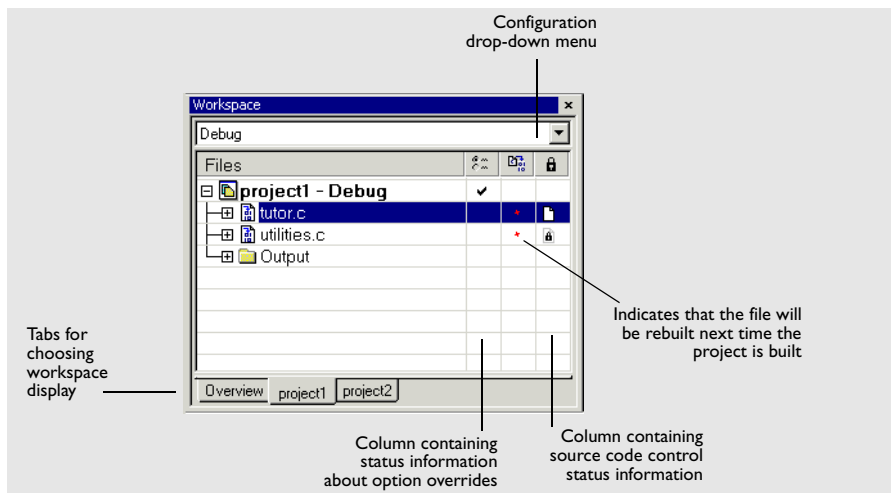 Configuration
drop-down menu
Workspace
Debug
Files
project1 - Debug
tutor.c
utilities.c
Output
Indicates that the file will
be rebuilt next time the
project is built
Tabs for
choosing
workspace
display
Overview project1 project2
Column containing
status information
about option overrides
Column containing
source code control
status information